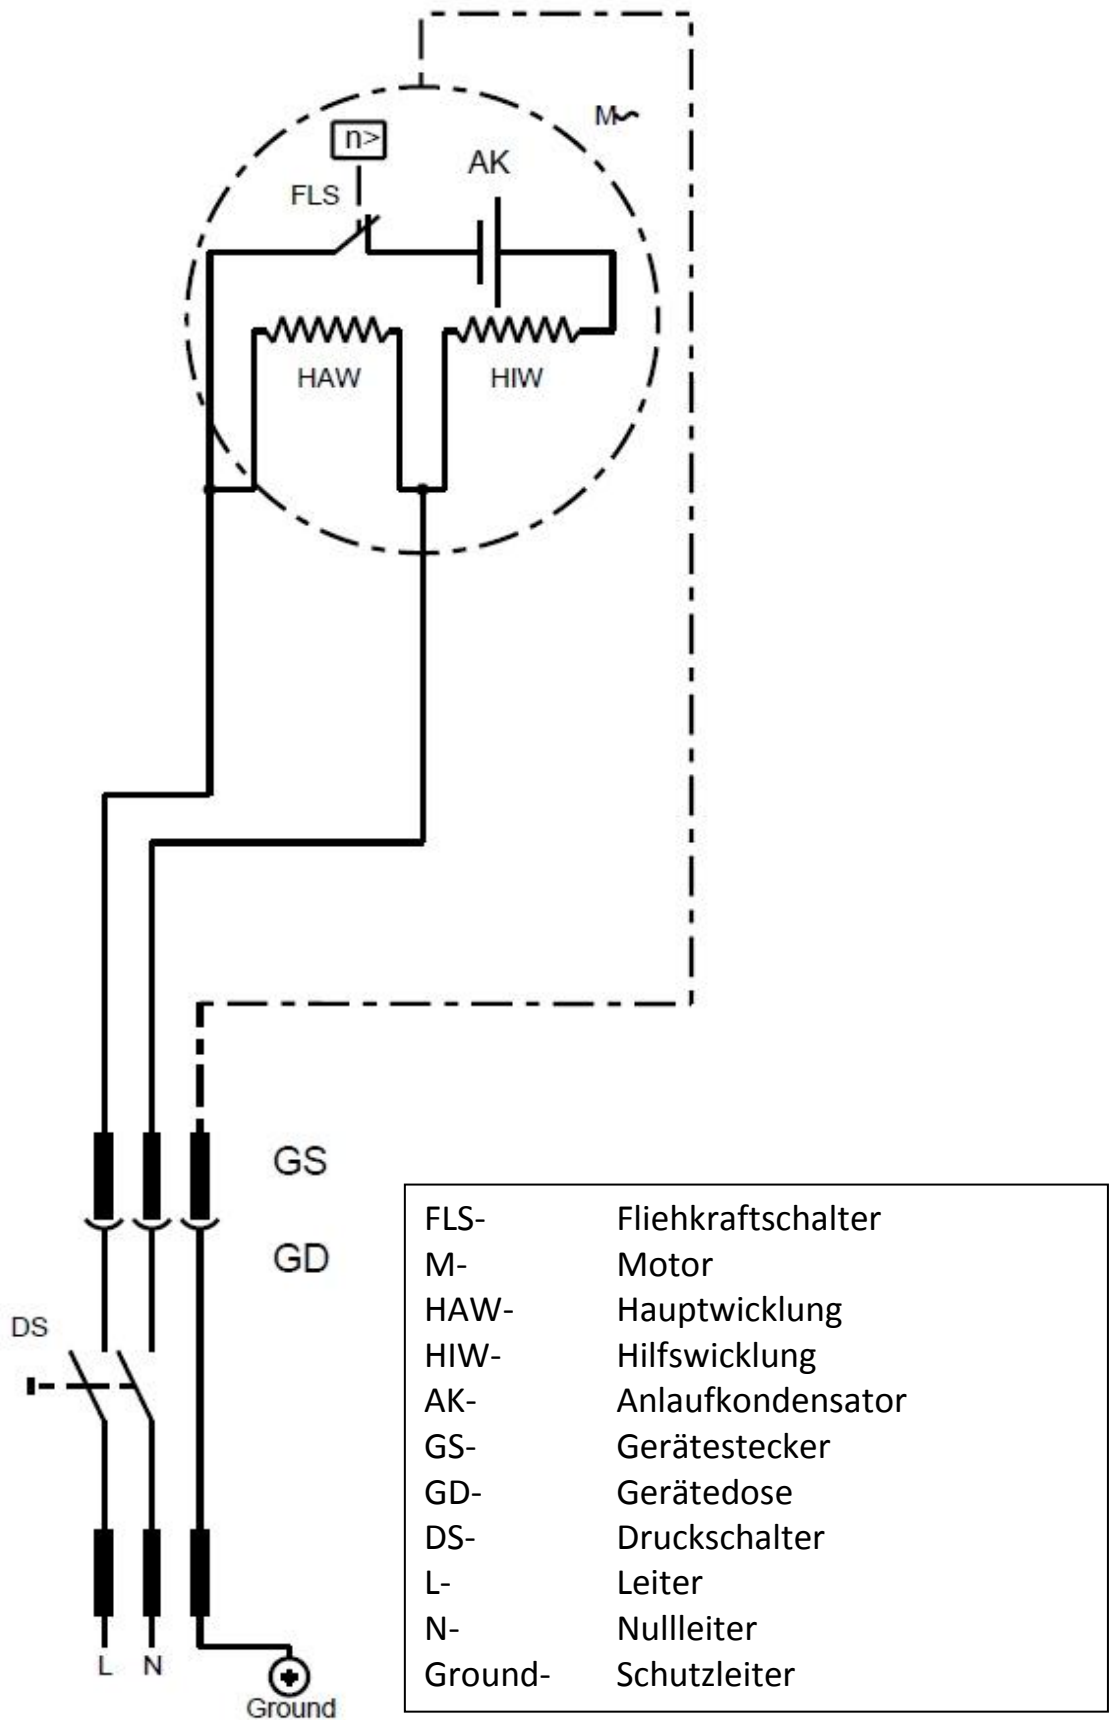 M~
n>
AK
FLS
HAW HIW
GS
GD
DS
L N
Ground
FLS- Fliehkraftschalter
M- Motor
HAW- Hauptwicklung
HIW- Hilfswicklung
AK- Anlaufkondensator
GS- Gerätestecker
GD- Gerätedose
DS- Druckschalter
L- Leiter
N- Nullleiter
Ground- Schutzleiter